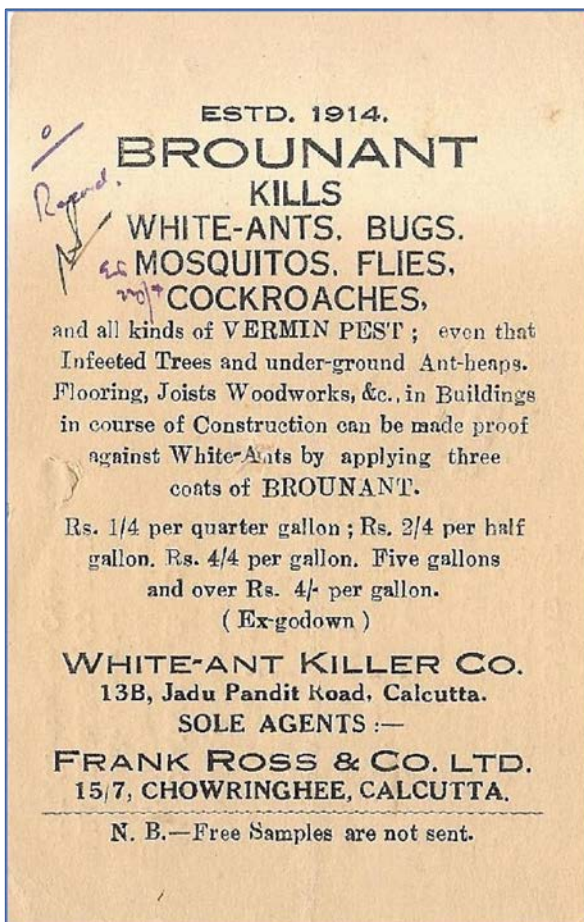 ESTD. 1914.
BROUNANT
KILLS
WHITE-ANTS, BUGS.
MOSQUITOS, FLIES,
COCKROACHES,
and all kinds of VERMIN PEST ; even that
Infeeted Trees and under-ground Ant-heaps.
Flooring, Joists Woodworks, &c., in Buildings
in course of Construction can be made proof
against White-Ants by applying three
coats of BROUNANT.
Rs. 1/4 per quarter gallon ; Rs. 2/4 per half
gallon. Rs. 4/4 per gallon. Five gallons
and over Rs. 4/- per gallon.
( Ex-godown )
WHITE-ANT KILLER CO.
13B, Jadu Pandit Road, Calcutta.
SOLE AGENTS :—
FRANK ROSS & CO. LTD.
15/7, CHOWRINGHEE, CALCUTTA.
N. B.—Free Samples are not sent.